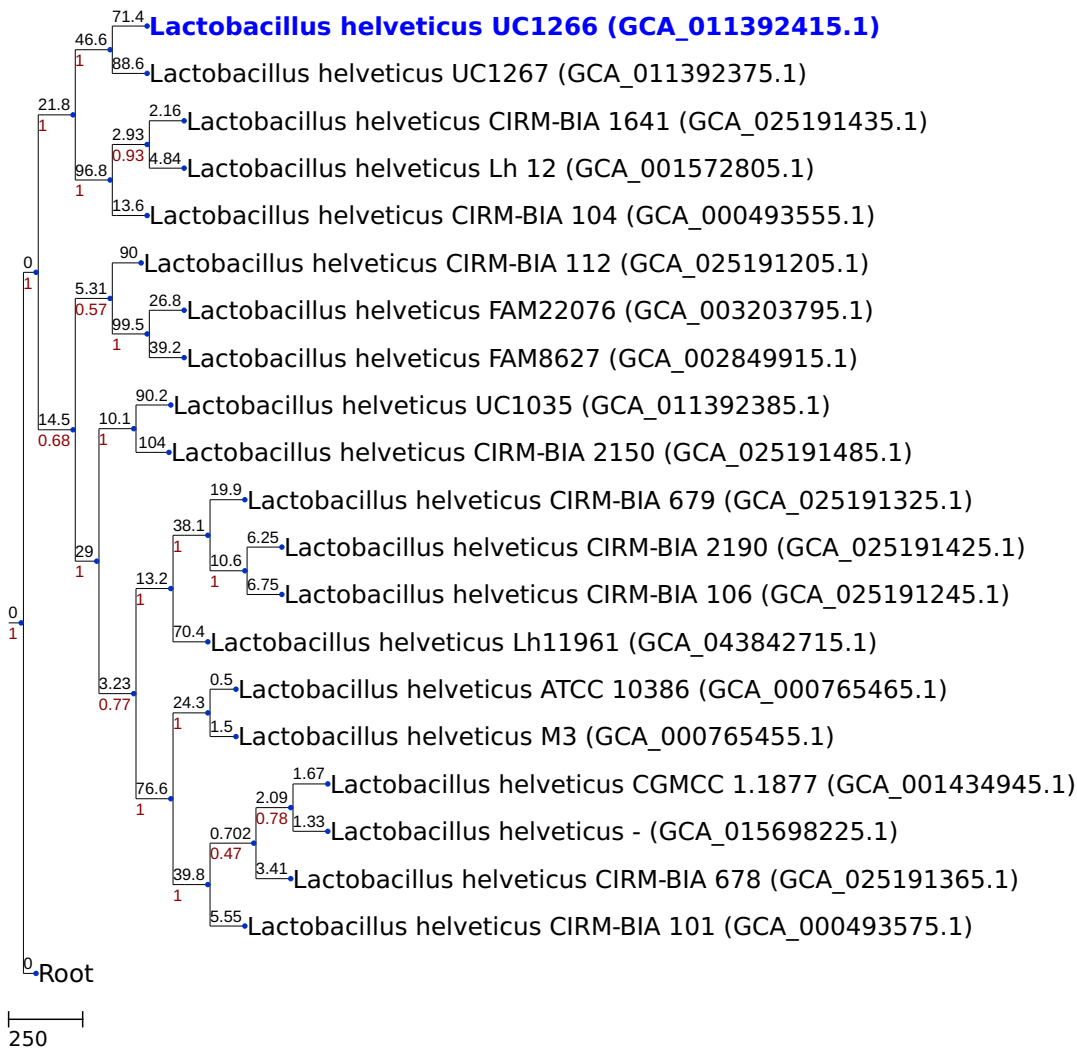 71.4
Lactobacillus helveticus UC1266 (GCA_011392415.1)
46.6
1
88.6
Lactobacillus helveticus UC1267 (GCA_011392375.1)
21.8
1
2.16
Lactobacillus helveticus CIRM-BIA 1641 (GCA_025191435.1)
2.93
0.93
4.84
Lactobacillus helveticus Lh 12 (GCA_001572805.1)
96.8
1
13.6
Lactobacillus helveticus CIRM-BIA 104 (GCA_000493555.1)
0
1
90
Lactobacillus helveticus CIRM-BIA 112 (GCA_025191205.1)
5.31
0.57
26.8
Lactobacillus helveticus FAM22076 (GCA_003203795.1)
99.5
1
39.2
Lactobacillus helveticus FAM8627 (GCA_002849915.1)
14.5
0.68
90.2
Lactobacillus helveticus UC1035 (GCA_011392385.1)
10.1
1
104
Lactobacillus helveticus CIRM-BIA 2150 (GCA_025191485.1)
29
1
19.9
Lactobacillus helveticus CIRM-BIA 679 (GCA_025191325.1)
38.1
1
6.25
Lactobacillus helveticus CIRM-BIA 2190 (GCA_025191425.1)
10.6
1
6.75
Lactobacillus helveticus CIRM-BIA 106 (GCA_025191245.1)
13.2
1
70.4
Lactobacillus helveticus Lh11961 (GCA_043842715.1)
0
1
3.23
0.77
0.5
Lactobacillus helveticus ATCC 10386 (GCA_000765465.1)
24.3
1
1.5
Lactobacillus helveticus M3 (GCA_000765455.1)
76.6
1
1.67
Lactobacillus helveticus CGMCC 1.1877 (GCA_001434945.1)
2.09
0.78
1.33
Lactobacillus helveticus - (GCA_015698225.1)
0.702
0.47
3.41
Lactobacillus helveticus CIRM-BIA 678 (GCA_025191365.1)
39.8
1
5.55
Lactobacillus helveticus CIRM-BIA 101 (GCA_000493575.1)
0
Root
250